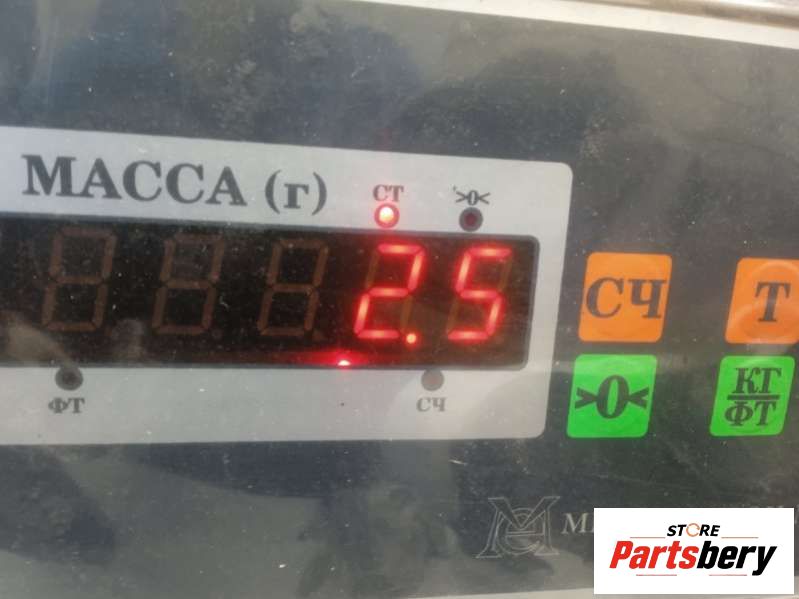 МАССА (г)
СТ >0<
2.5
ФТ СЧ
СЧ Т
>0< КГ/ФТ
STORE
Partsbery